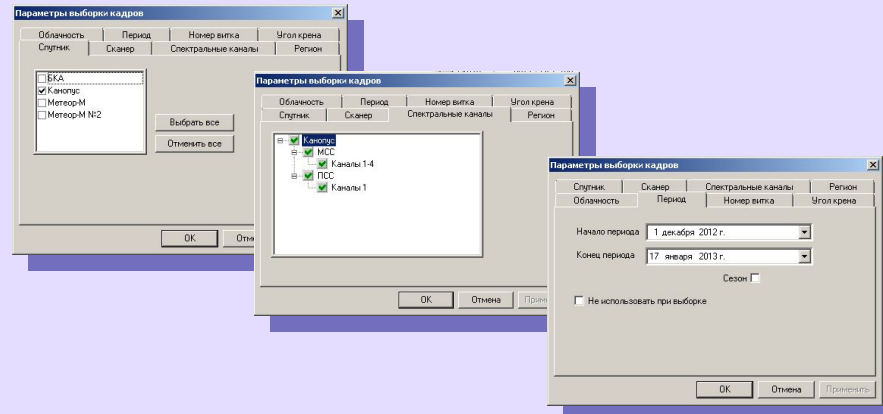 Параметры выборки кадров
Облачность Период Номер витка Угол крена
Спутник Сканер Спектральные каналы Регион
БКА
Канопус
Метеор-М
Метеор-М №2
Выбрать все
Отменить все
OK
Параметры выборки кадров
Облачность Период Номер витка Угол крена
Спутник Сканер Спектральные каналы Регион
Канопус
МСС
Каналы 1-4
ПСС
Каналы 1
OK Отмена
Параметры выборки кадров
Спутник Сканер Спектральные каналы Регион
Облачность Период Номер витка Угол крена
Начало периода 1 декабря 2012 г.
Конец периода 17 января 2013 г.
Сезон
Не использовать при выборке
OK Отмена Применить